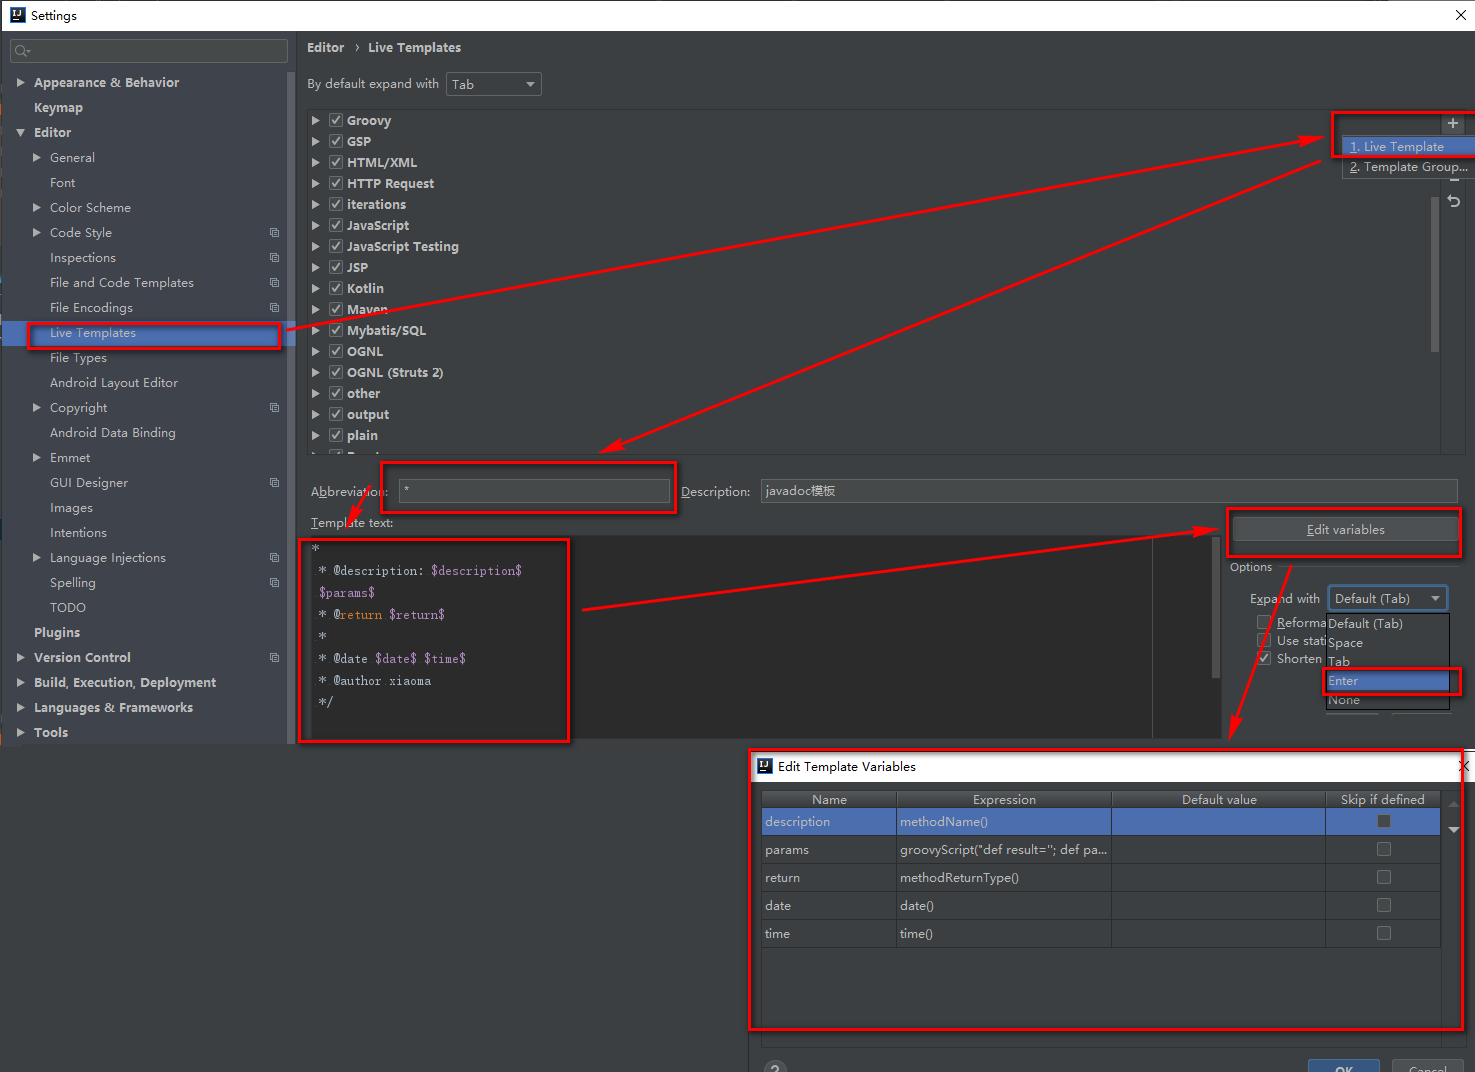 Settings
Appearance & Behavior
Keymap
Editor
General
Font
Color Scheme
Code Style
Inspections
File and Code Templates
File Encodings
Live Templates
File Types
Android Layout Editor
Copyright
Android Data Binding
Emmet
GUI Designer
Images
Intentions
Language Injections
Spelling
TODO
Plugins
Version Control
Build, Execution, Deployment
Languages & Frameworks
Tools
Editor › Live Templates
By default expand with Tab
Groovy
GSP
HTML/XML
HTTP Request
iterations
JavaScript
JavaScript Testing
JSP
Kotlin
Maven
Mybatis/SQL
OGNL
OGNL (Struts 2)
other
output
plain
+
1. Live Template
2. Template Group...
Abbreviation: *
Description: javadoc模板
Template text:
*
* @description: $description$
$params$
* @return $return$
*
* @date $date$ $time$
* @author xiaoma
*/
Edit variables
Options
Expand with Default (Tab)
Reforma
Use stati
Shorten
Default (Tab)
Space
Tab
Enter
None
Edit Template Variables
Name Expression Default value Skip if defined
description methodName()
params groovyScript("def result=''; def pa...
return methodReturnType()
date date()
time time()
?
OK
Cancel